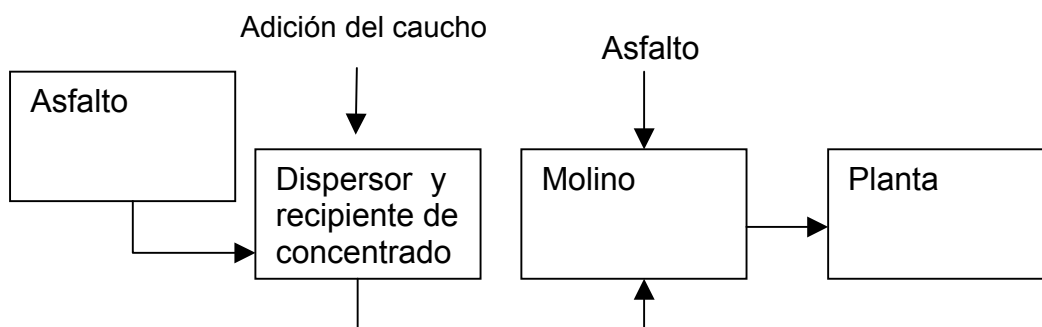 Adición del caucho
Asfalto
Asfalto
Dispersor y
recipiente de
concentrado
Molino
Planta